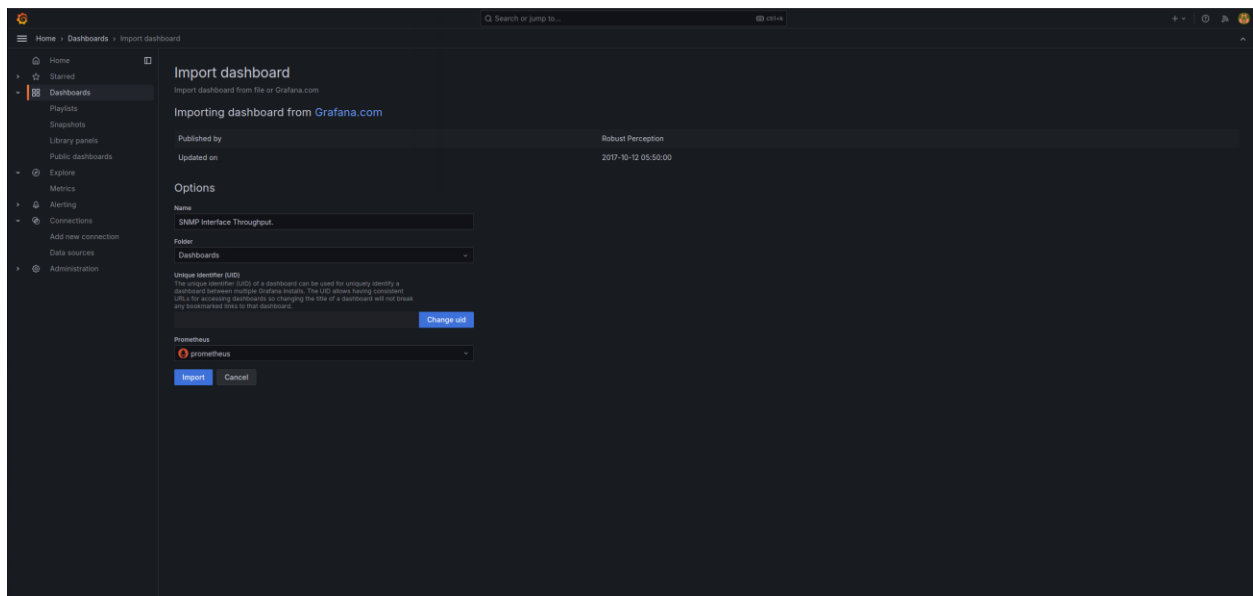 Search or jump to...
ctrl+k
Home › Dashboards › Import dashboard
Home
Starred
Dashboards
Playlists
Snapshots
Library panels
Public dashboards
Explore
Metrics
Alerting
Connections
Add new connection
Data sources
Administration
Import dashboard
Import dashboard from file or Grafana.com
Importing dashboard from Grafana.com
Published by Robust Perception
Updated on 2017-10-12 05:50:00
Options
Name
SNMP Interface Throughput.
Folder
Dashboards
Unique identifier (UID)
The unique identifier (UID) of a dashboard can be used for uniquely identify a
dashboard between multiple Grafana installs. The UID allows having consistent
URLs for accessing dashboards so changing the title of a dashboard will not break
any bookmarked links to that dashboard.
Change uid
Prometheus
prometheus
Import Cancel